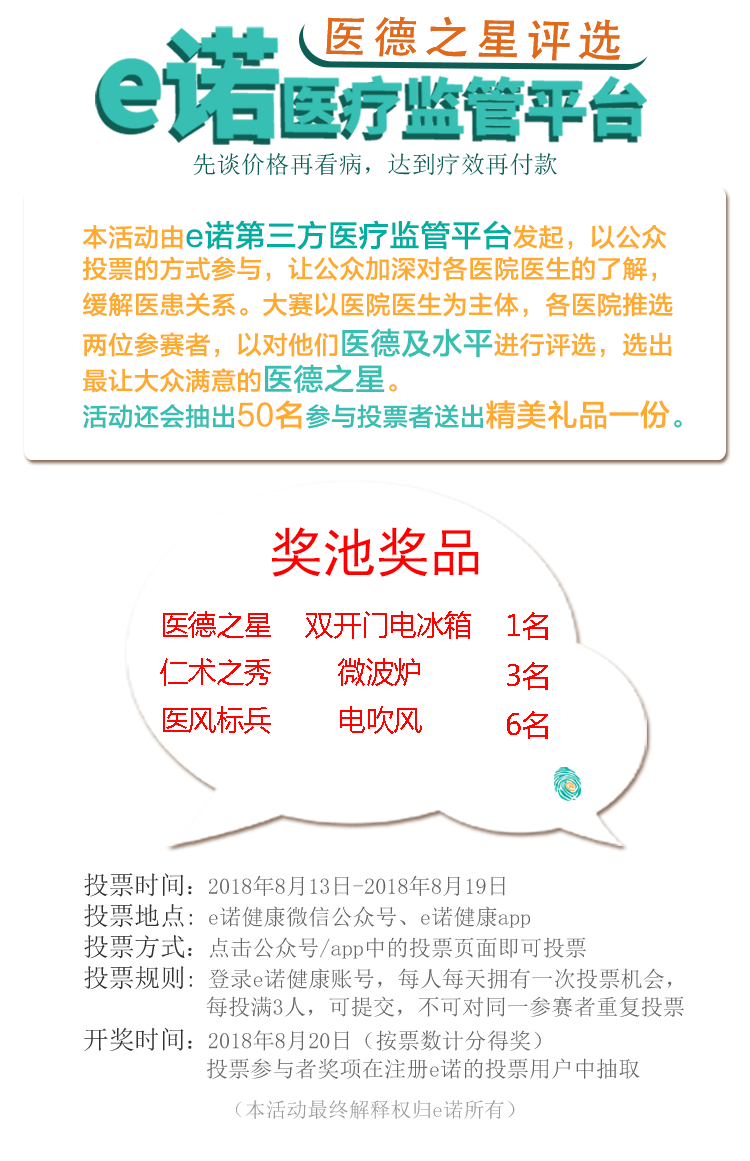 医德之星评选
e诺医疗监管平台
先谈价格再看病，达到疗效再付款
本活动由e诺第三方医疗监管平台发起，以公众
投票的方式参与，让公众加深对各医院医生的了解，
缓解医患关系。大赛以医院医生为主体，各医院推选
两位参赛者，以对他们医德及水平进行评选，选出
最让大众满意的医德之星。
活动还会抽出50名参与投票者送出精美礼品一份。
奖池奖品
医德之星 双开门电冰箱 1名
仁术之秀 微波炉 3名
医风标兵 电吹风 6名
投票时间：2018年8月13日-2018年8月19日
投票地点：e诺健康微信公众号、e诺健康app
投票方式：点击公众号/app中的投票页面即可投票
投票规则：登录e诺健康账号，每人每天拥有一次投票机会，
每投满3人，可提交，不可对同一参赛者重复投票
开奖时间：2018年8月20日（按票数计分得奖）
投票参与者奖项在注册e诺的投票用户中抽取
（本活动最终解释权归e诺所有）